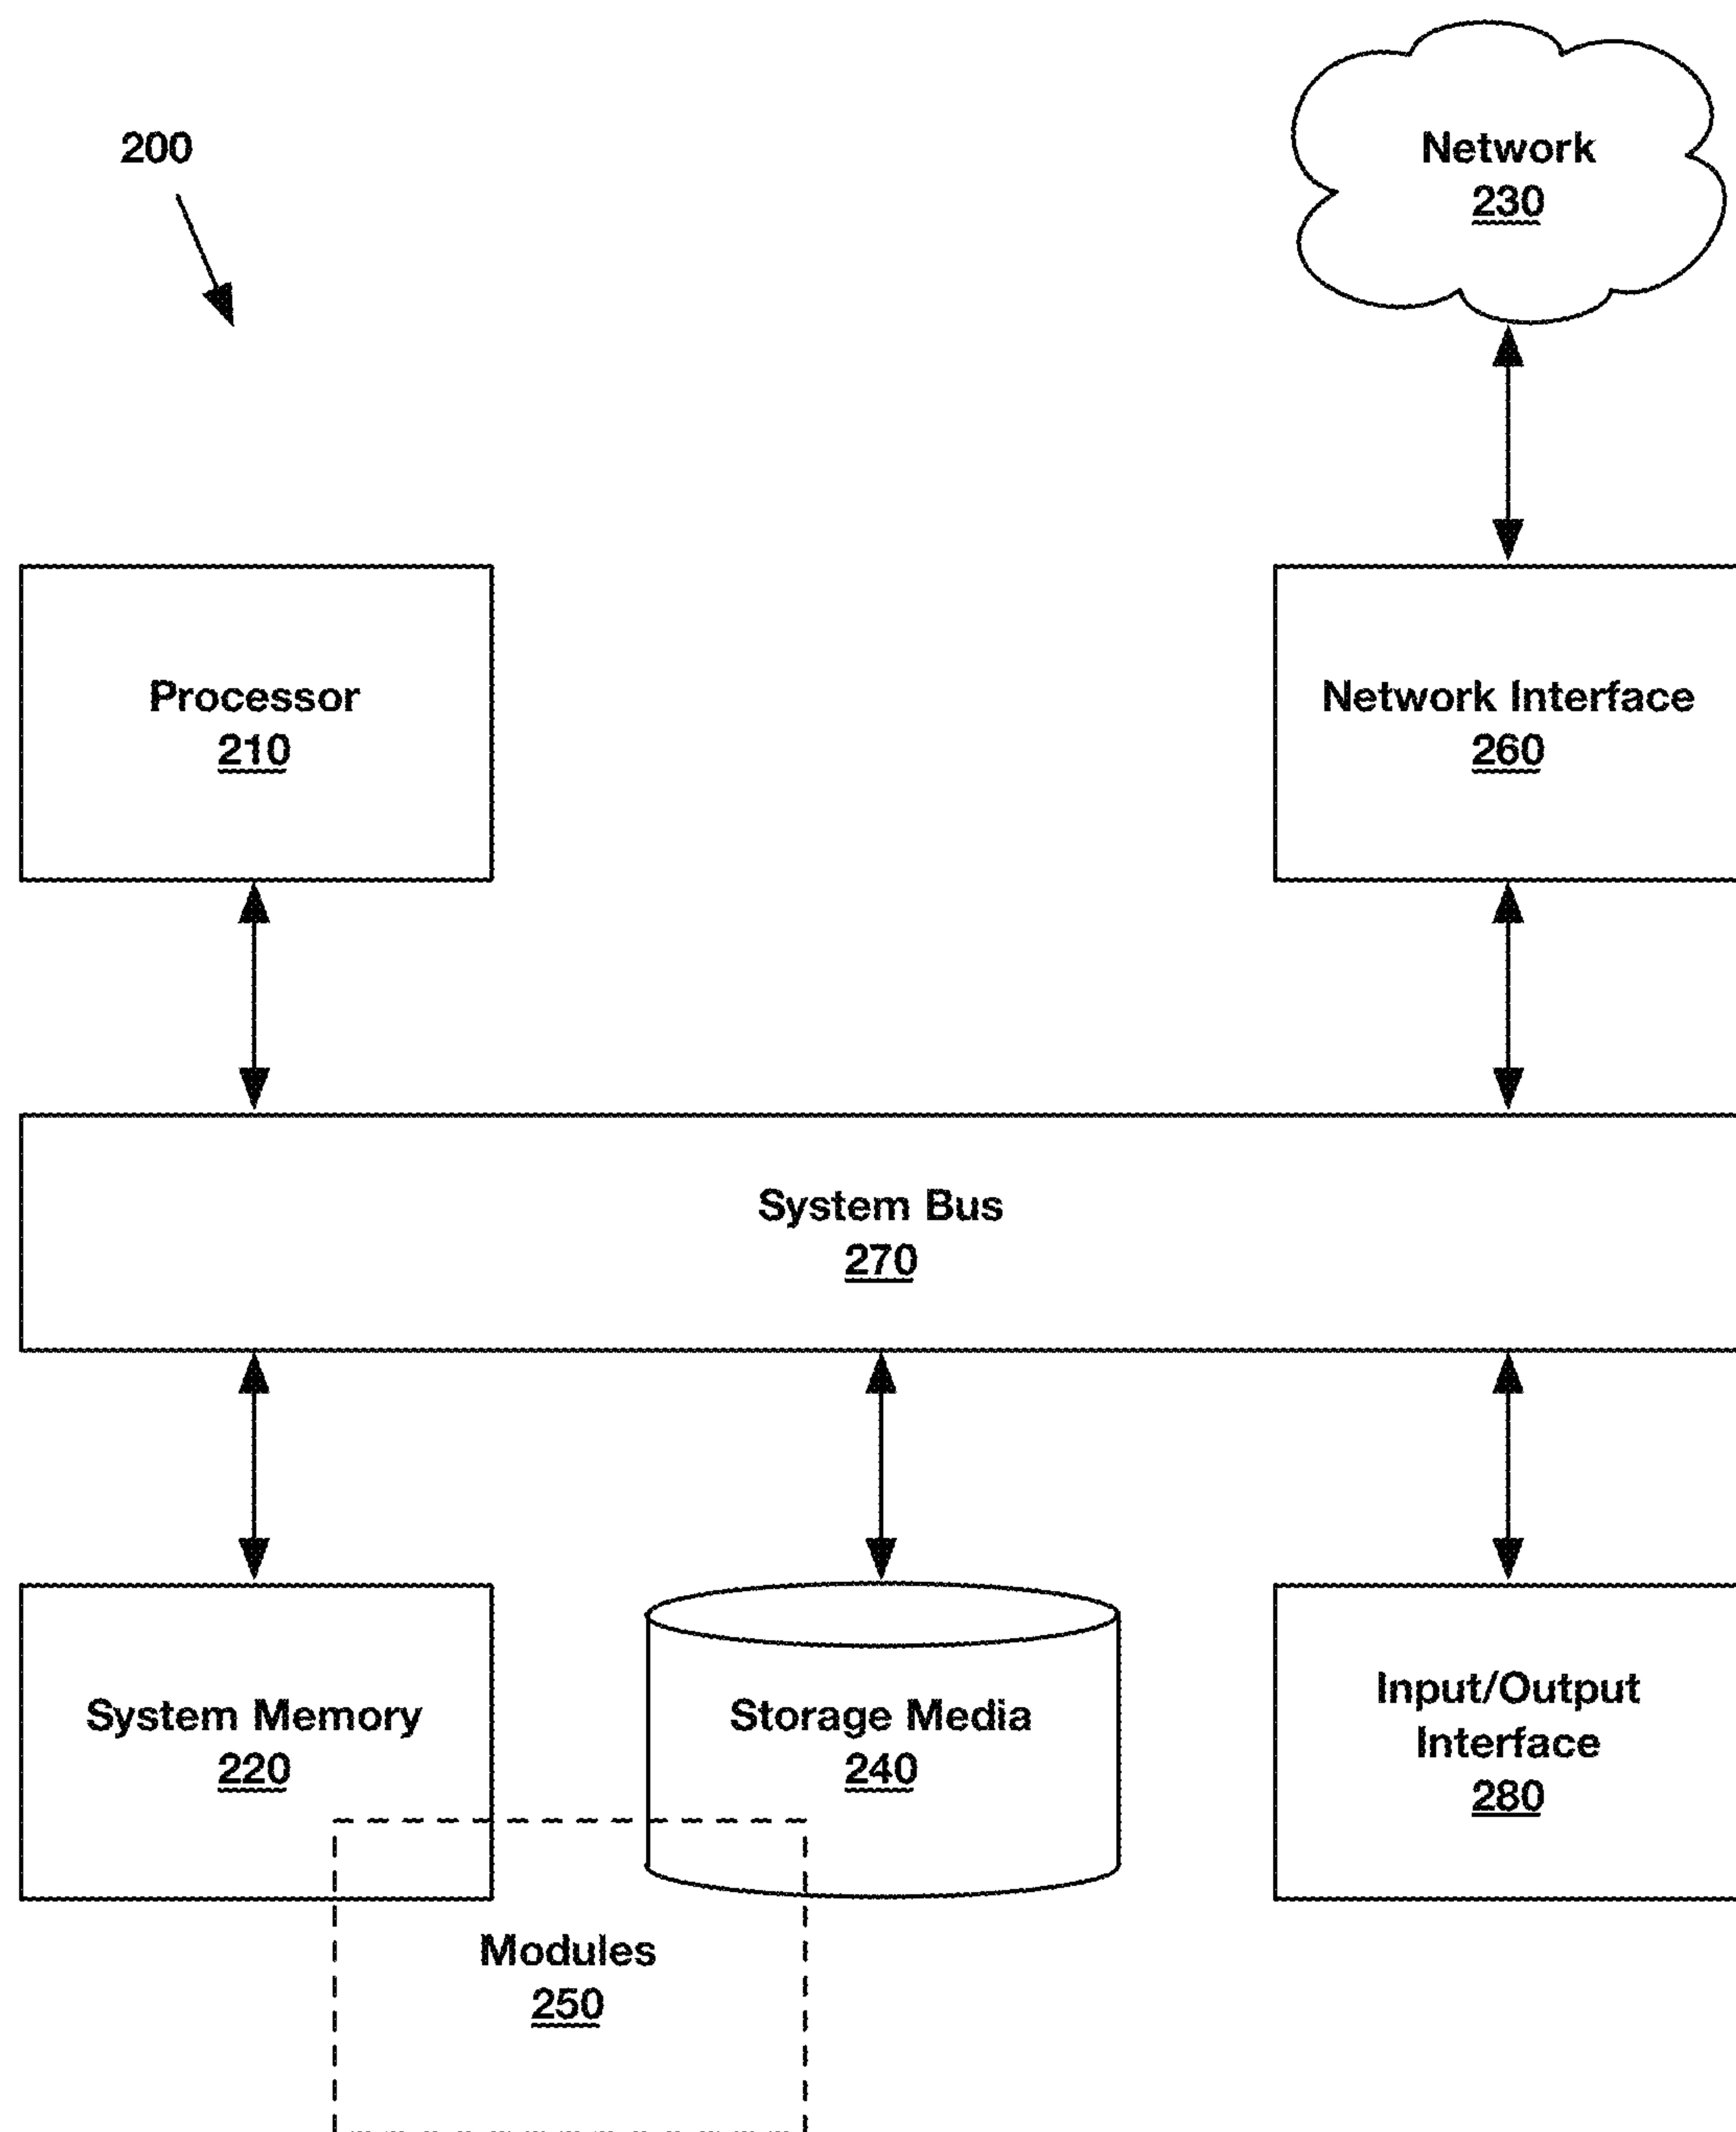 200
Network
230
Processor
210
Network Interface
260
System Bus
270
System Memory
220
Storage Media
240
Input/Output
Interface
280
Modules
250